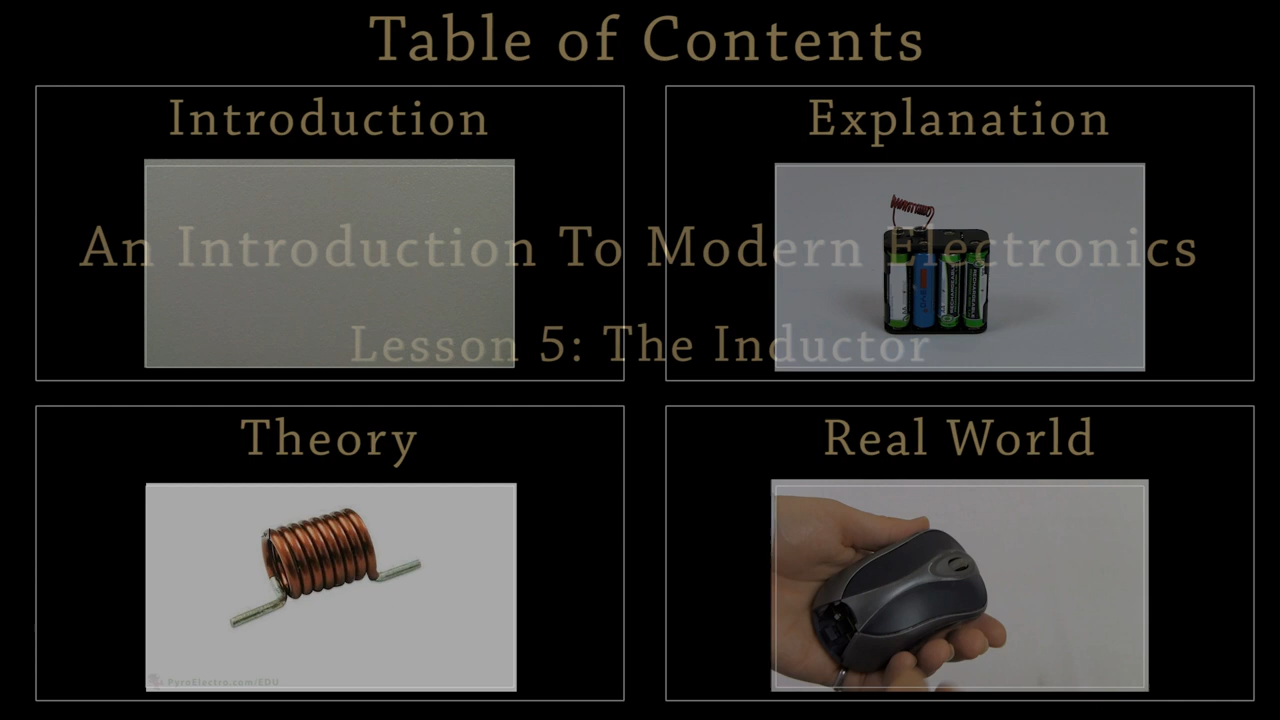 Table of Contents
Introduction
Explanation
An Introduction To Modern Electronics
Lesson 5: The Inductor
Theory
Real World
PyroElectro.com/EDU